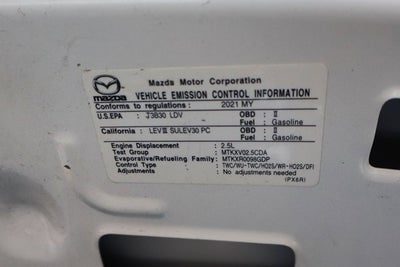 Mazda Motor Corporation
mazda VEHICLE EMISSION CONTROL INFORMATION
Conforms to regulations: 2021 MY
U.S.EPA : T3B30 LDV OBD : II
Fuel : Gasoline
California : LEVⅢ SULEV30 PC OBD : II
Fuel : Gasoline
Engine Displacement : 2.5L
Test Group : MTKXV02.5CDA
Evaporative/Refueling Family: MTKXR0098GDP
Control Type : TWC/WU-TWC/HO2S/WR-HO2S/DFI
Adjustments : No adjustments needed
(PX6R)